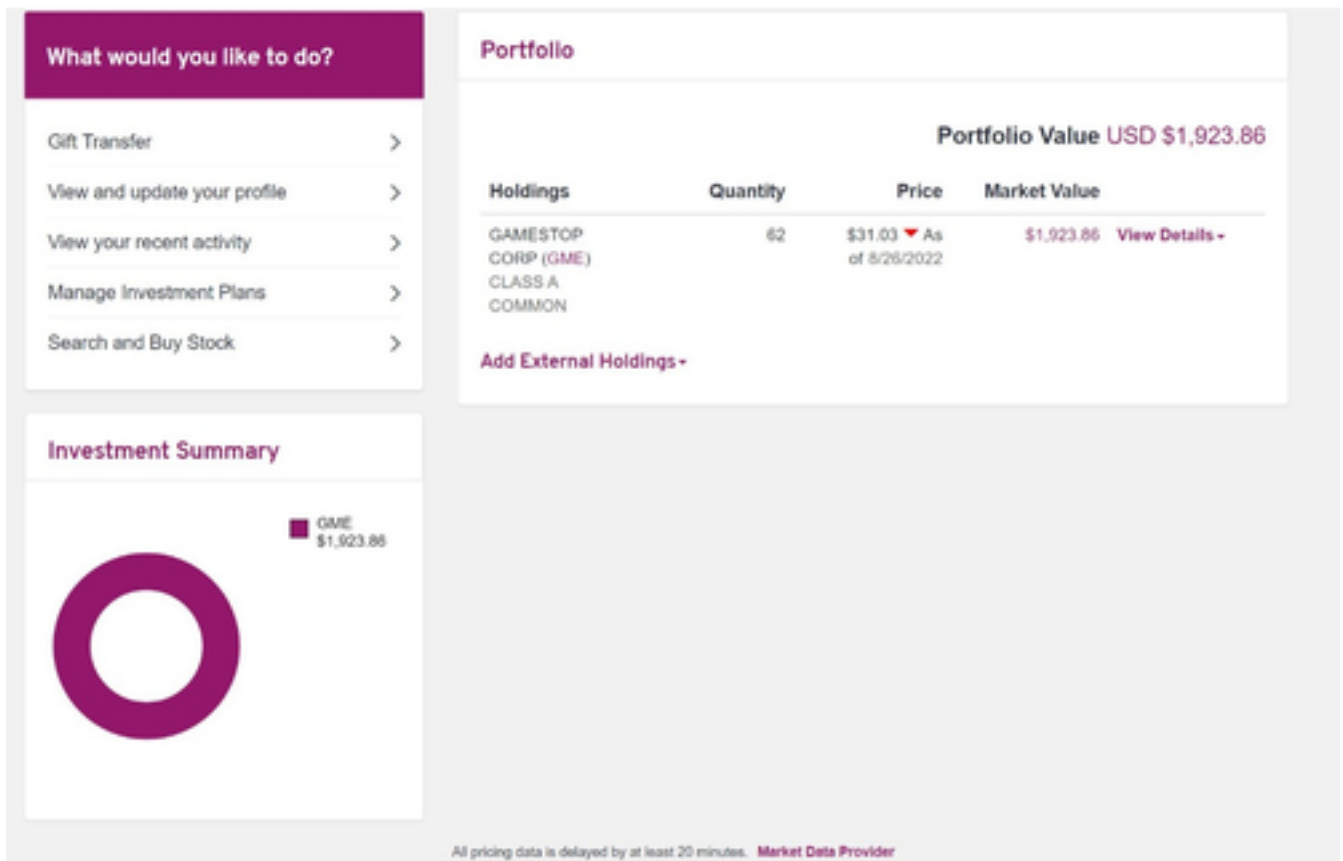 What would you like to do?
Gift Transfer
View and update your profile
View your recent activity
Manage Investment Plans
Search and Buy Stock
Portfolio
Portfolio Value USD $1,923.86
Holdings Quantity Price Market Value
GAMESTOP 62 $31.03 As $1,923.86 View Details
CORP (GME) of 8/26/2022
CLASS A
COMMON
Add External Holdings
Investment Summary
GME
$1,923.86
All pricing data is delayed by at least 20 minutes. Market Data Provider